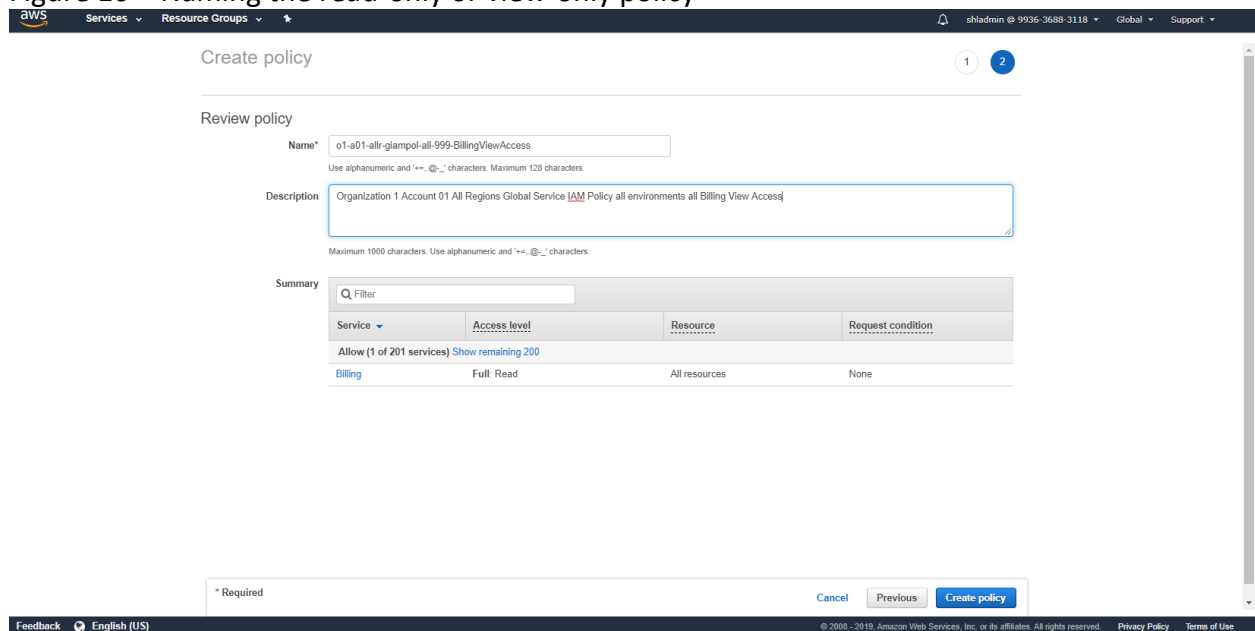 Figure 10 – Naming the read-only or view-only policy
aws Services Resource Groups shladmin @ 9936-3688-3118 Global Support
Create policy 1 2
Review policy
Name* o1-a01-allr-giampol-all-999-BillingViewAccess
Use alphanumeric and '+=,.@-_' characters. Maximum 128 characters.
Description Organization 1 Account 01 All Regions Global Service IAM Policy all environments all Billing View Access
Maximum 1000 characters. Use alphanumeric and '+=,.@-_' characters.
Summary Filter
Service Access level Resource Request condition
Allow (1 of 201 services) Show remaining 200
Billing Full: Read All resources None
* Required Cancel Previous Create policy
Feedback English (US) © 2008 - 2019, Amazon Web Services, Inc. or its affiliates. All rights reserved. Privacy Policy Terms of Use